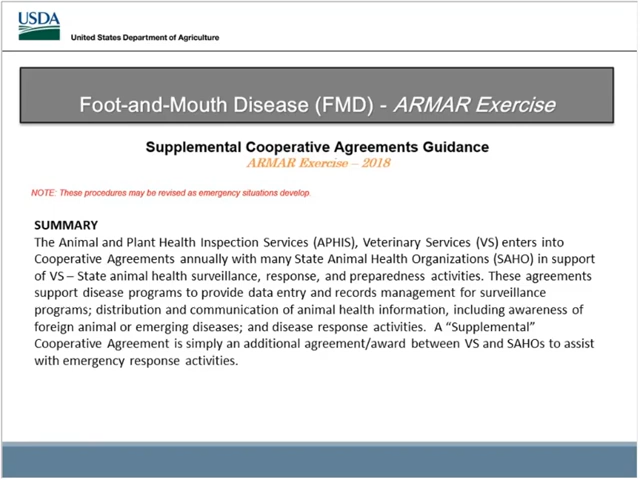 USDA
United States Department of Agriculture
Foot-and-Mouth Disease (FMD) - ARMAR Exercise
Supplemental Cooperative Agreements Guidance
ARMAR Exercise – 2018
NOTE: These procedures may be revised as emergency situations develop.
SUMMARY
The Animal and Plant Health Inspection Services (APHIS), Veterinary Services (VS) enters into
Cooperative Agreements annually with many State Animal Health Organizations (SAHO) in support
of VS – State animal health surveillance, response, and preparedness activities. These agreements
support disease programs to provide data entry and records management for surveillance
programs; distribution and communication of animal health information, including awareness of
foreign animal or emerging diseases; and disease response activities. A “Supplemental”
Cooperative Agreement is simply an additional agreement/award between VS and SAHOs to assist
with emergency response activities.